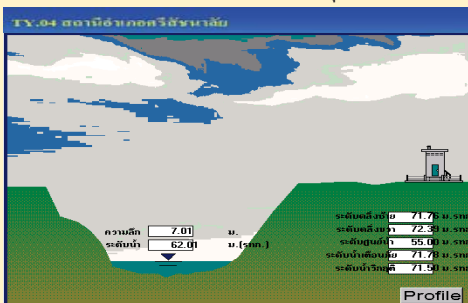 TY.04 สถานีอำเภอศรีสัชนาลัย
ความลึก 7.01 ม.
ระดับน้ำ 62.01 ม.(รทก.)
ระดับตลิ่งซ้าย 71.76 ม.รทก
ระดับตลิ่งขวา 72.39 ม.รทก
ระดับศูนย์น้ำ 55.00 ม.รทก
ระดับน้ำเตือนภัย 71.78 ม.รทก
ระดับน้ำวิกฤติ 71.50 ม.รทก
Profile